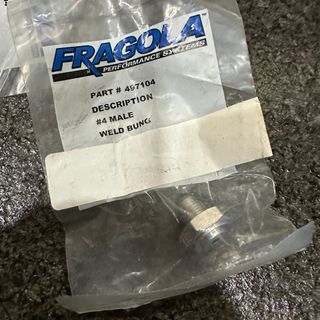 FRAGOLA
PERFORMANCE SYSTEMS
PART # 497104
DESCRIPTION
#4 MALE
WELD BUNG